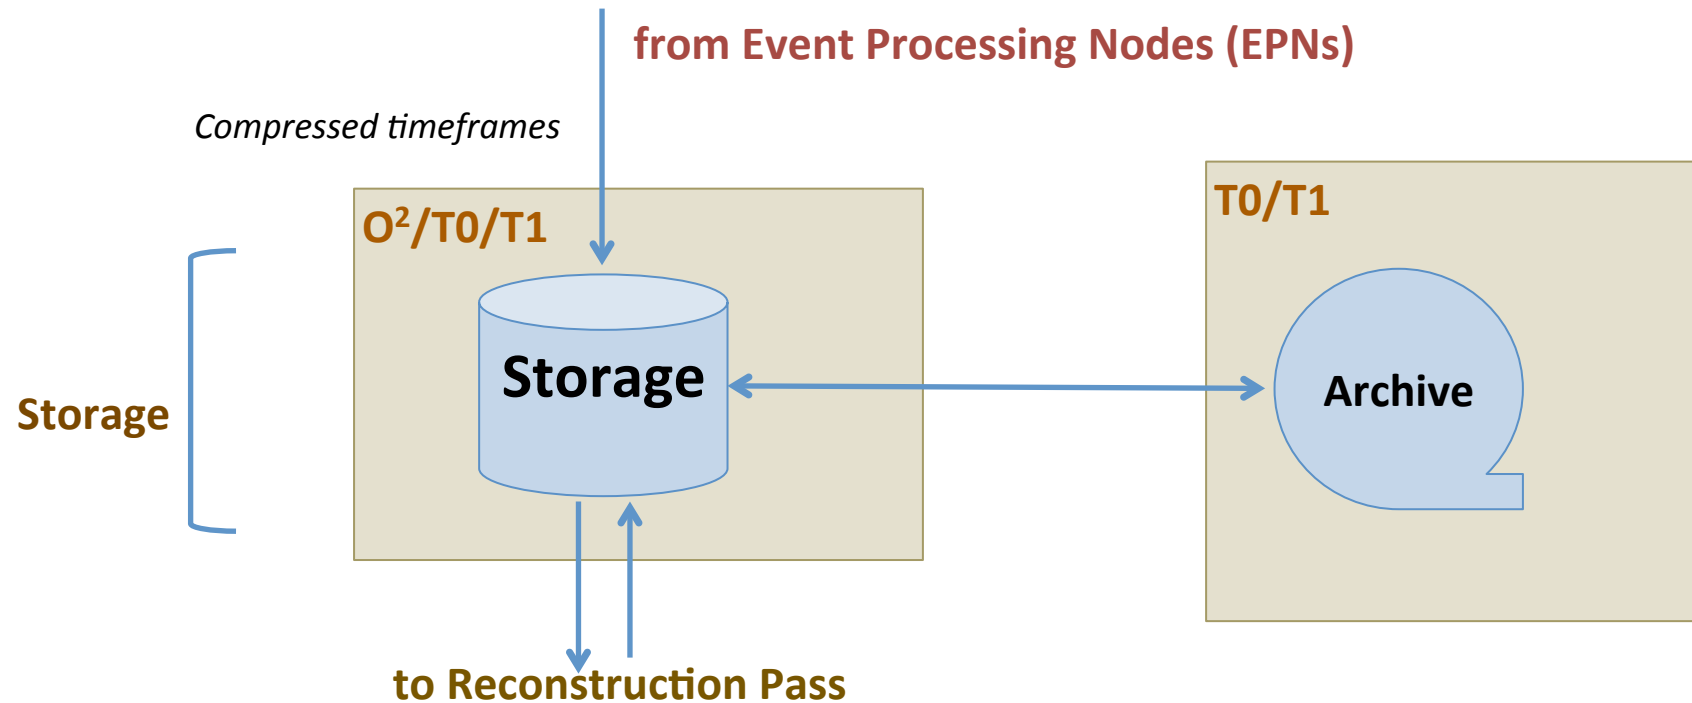 from Event Processing Nodes (EPNs)
Compressed timeframes
O²/T0/T1
T0/T1
Storage
Archive
Storage
to Reconstruction Pass